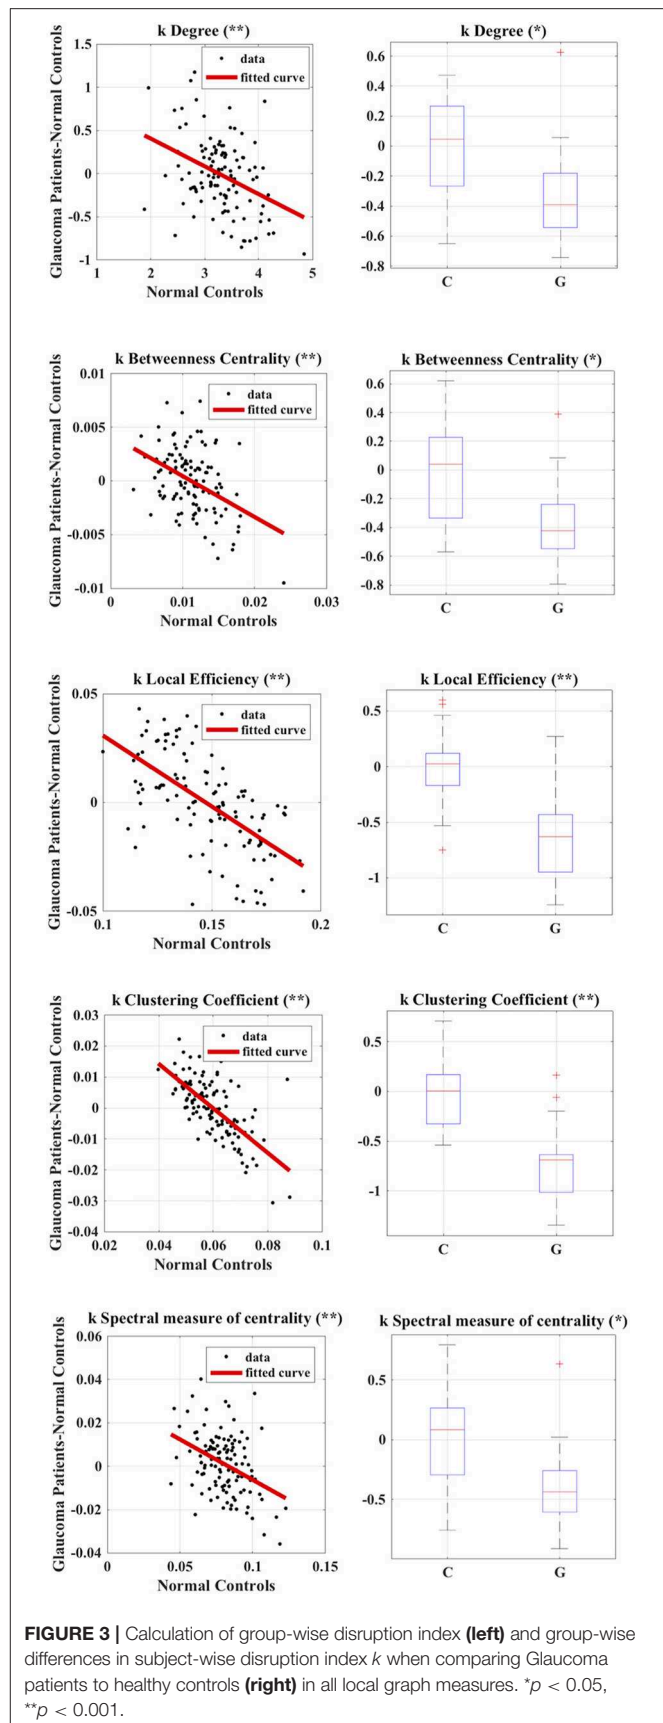 k Degree (**)
Glaucoma Patients-Normal Controls
1.5
1
0.5
0
-0.5
-1
data
fitted curve
1 2 3 4 5
Normal Controls
k Degree (*)
0.6
0.4
0.2
0
-0.2
-0.4
-0.6
-0.8
C G
k Betweenness Centrality (**)
Glaucoma Patients-Normal Controls
0.01
0.005
0
-0.005
-0.01
data
fitted curve
0 0.01 0.02 0.03
Normal Controls
k Betweenness Centrality (*)
0.6
0.4
0.2
0
-0.2
-0.4
-0.6
-0.8
C G
k Local Efficiency (**)
Glaucoma Patients-Normal Controls
0.05
0
-0.05
data
fitted curve
0.1 0.15 0.2
Normal Controls
k Local Efficiency (**)
0.5
0
-0.5
-1
C G
k Clustering Coefficient (**)
Glaucoma Patients-Normal Controls
0.03
0.02
0.01
0
-0.01
-0.02
-0.03
-0.04
data
fitted curve
0.02 0.04 0.06 0.08 0.1
Normal Controls
k Clustering Coefficient (**)
0.5
0
-0.5
-1
C G
k Spectral measure of centrality (**)
Glaucoma Patients-Normal Controls
0.06
0.04
0.02
0
-0.02
-0.04
data
fitted curve
0 0.05 0.1 0.15
Normal Controls
k Spectral measure of centrality (*)
0.5
0
-0.5
C G
FIGURE 3 | Calculation of group-wise disruption index (left) and group-wise
differences in subject-wise disruption index k when comparing Glaucoma
patients to healthy controls (right) in all local graph measures. *p < 0.05,
**p < 0.001.